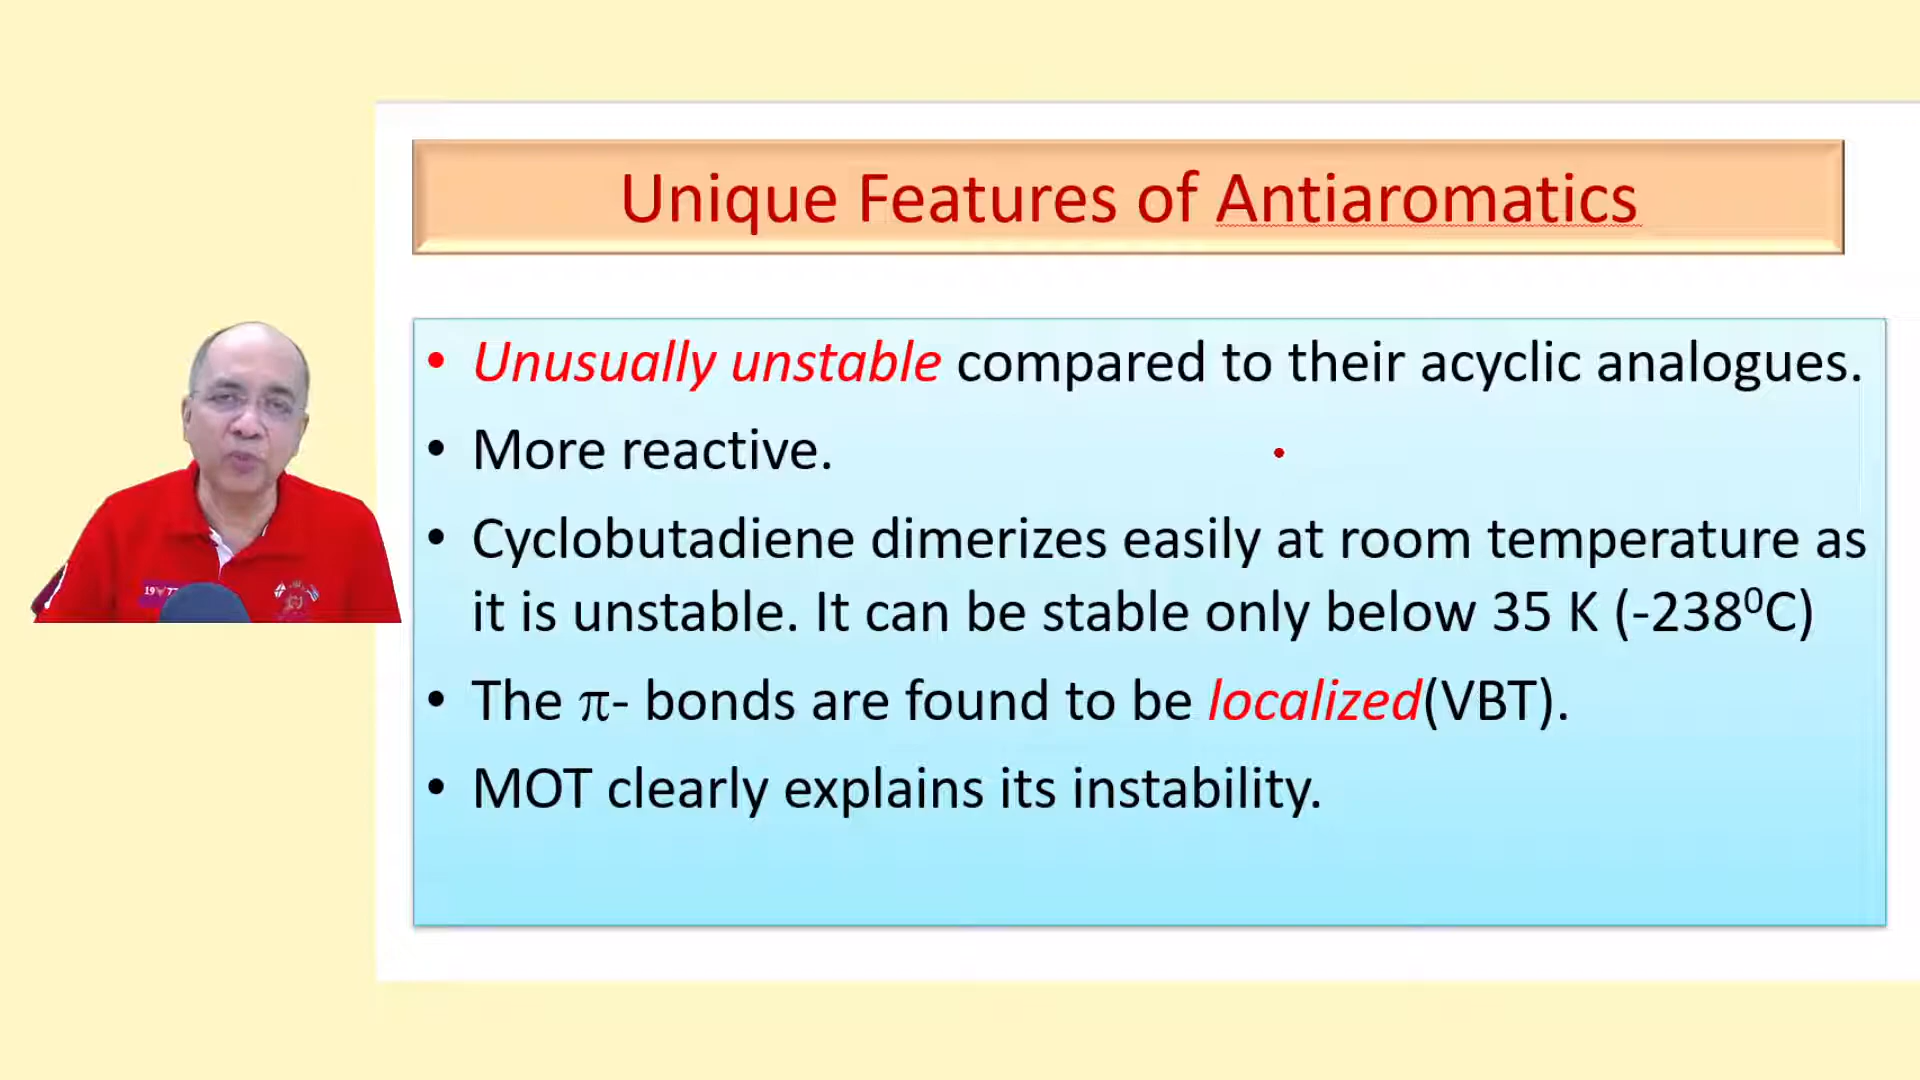 Unique Features of Antiaromatics
• Unusually unstable compared to their acyclic analogues.
• More reactive.
• Cyclobutadiene dimerizes easily at room temperature as
it is unstable. It can be stable only below 35 K (-238⁰C)
• The π- bonds are found to be localized(VBT).
• MOT clearly explains its instability.
19 77